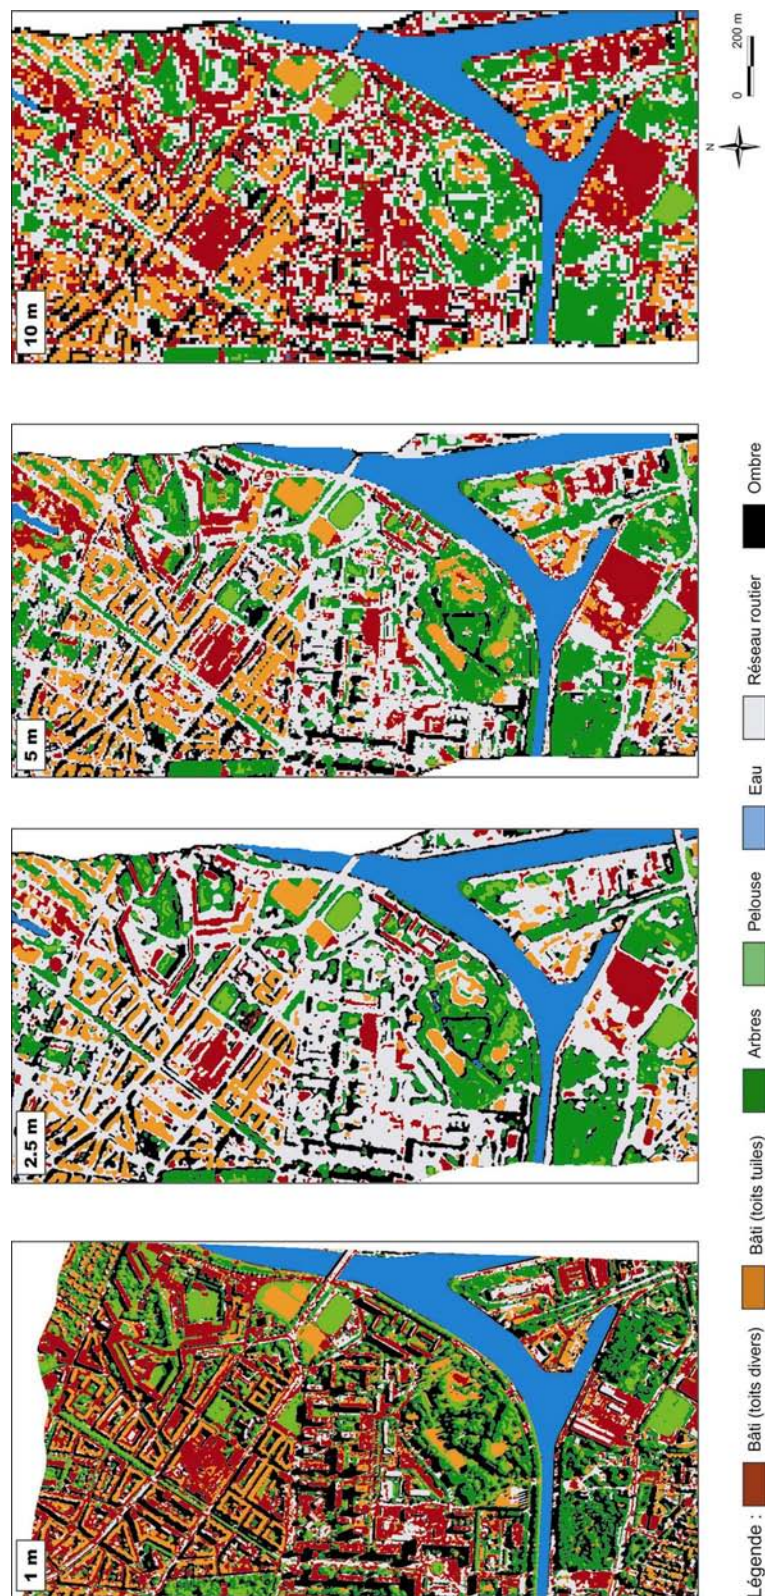 10 m
5 m
2.5 m
1 m
0 200 m
N
Légende : Bâti (toits divers) Bâti (toits tuiles) Arbres Pelouse Eau Réseau routier Ombre